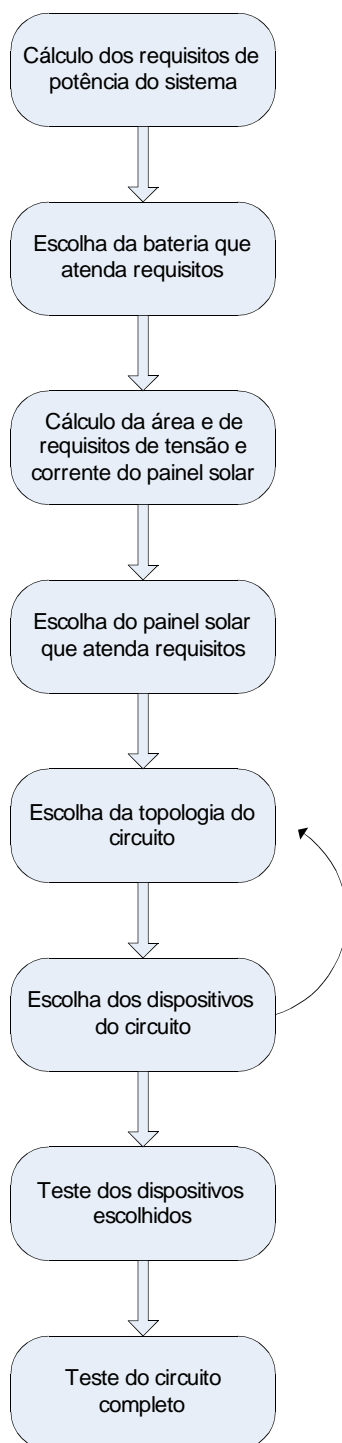 Cálculo dos requisitos de
potência do sistema
Escolha da bateria que
atenda requisitos
Cálculo da área e de
requisitos de tensão e
corrente do painel solar
Escolha do painel solar
que atenda requisitos
Escolha da topologia do
circuito
Escolha dos dispositivos
do circuito
Teste dos dispositivos
escolhidos
Teste do circuito
completo